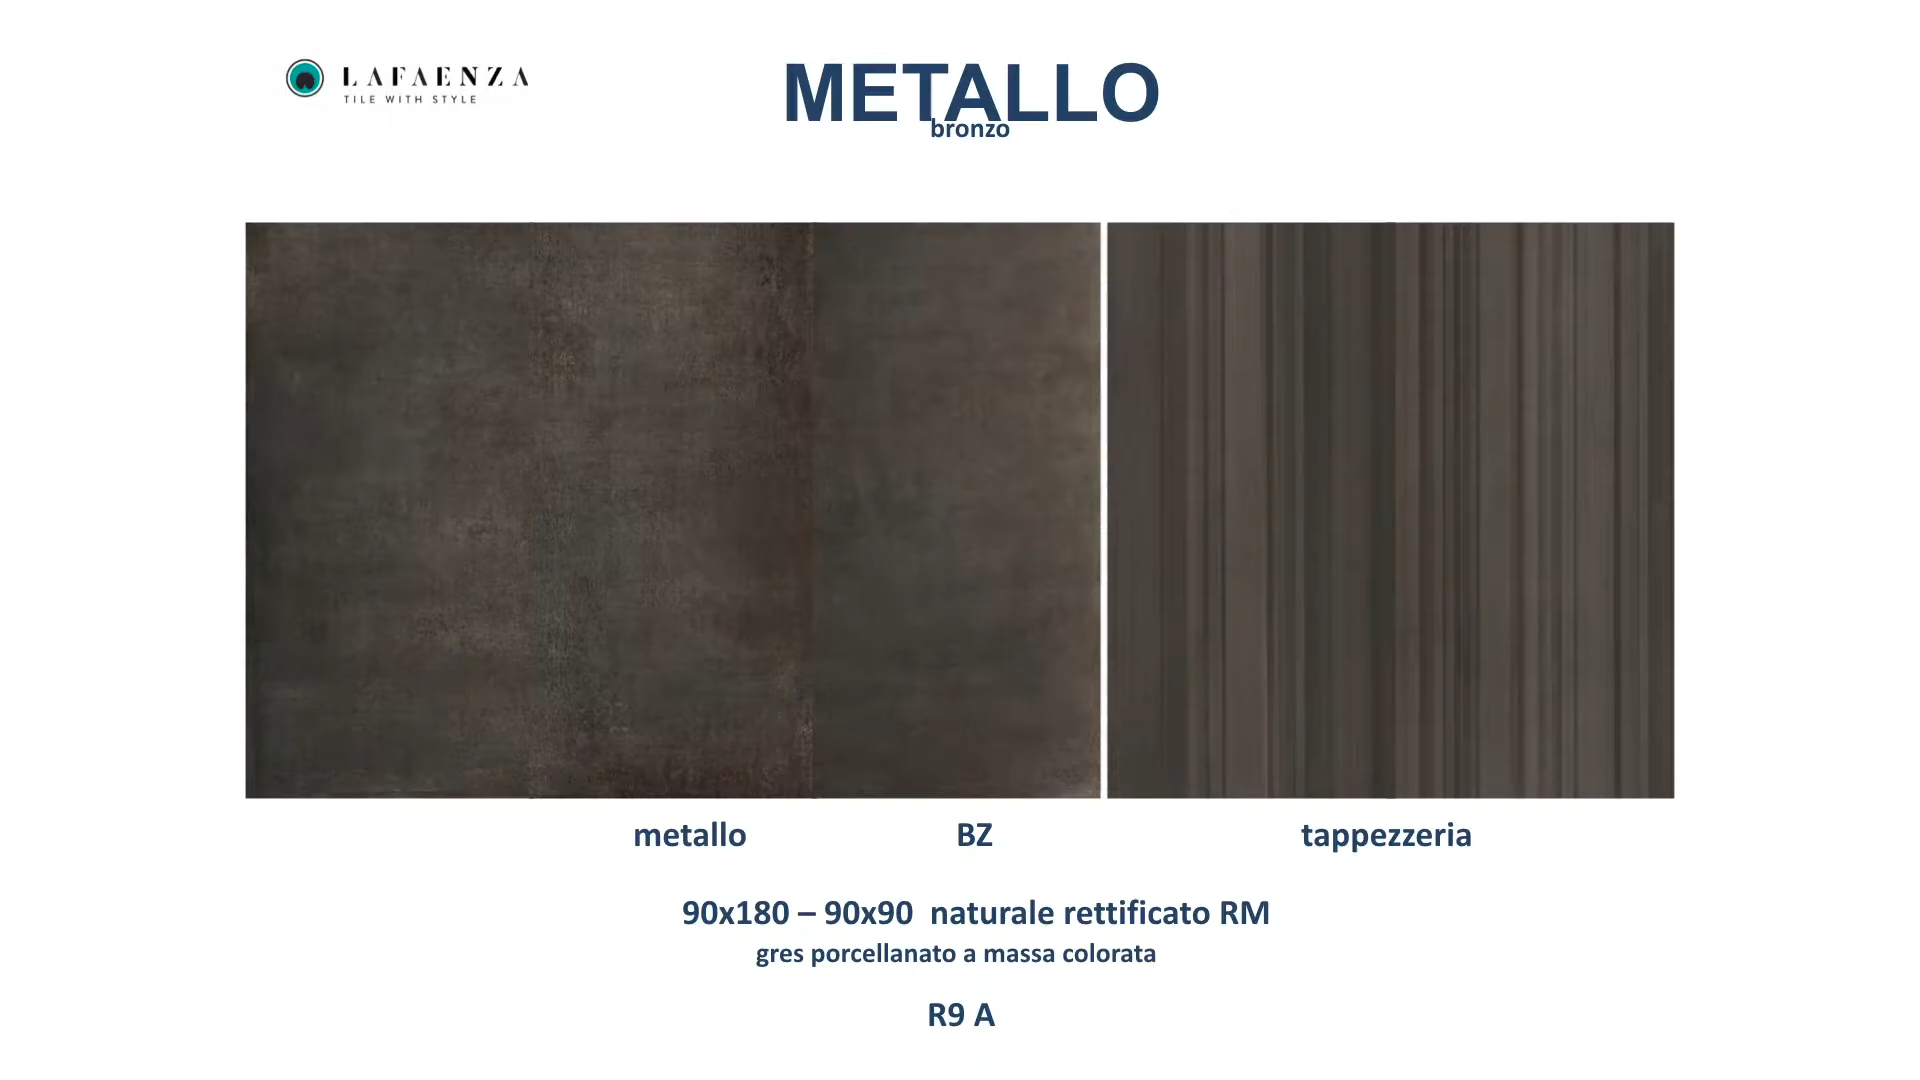 LAFAENZA
TILE WITH STYLE
METALLO
bronzo
metallo BZ tappezzeria
90x180 – 90x90 naturale rettificato RM
gres porcellanato a massa colorata
R9 A